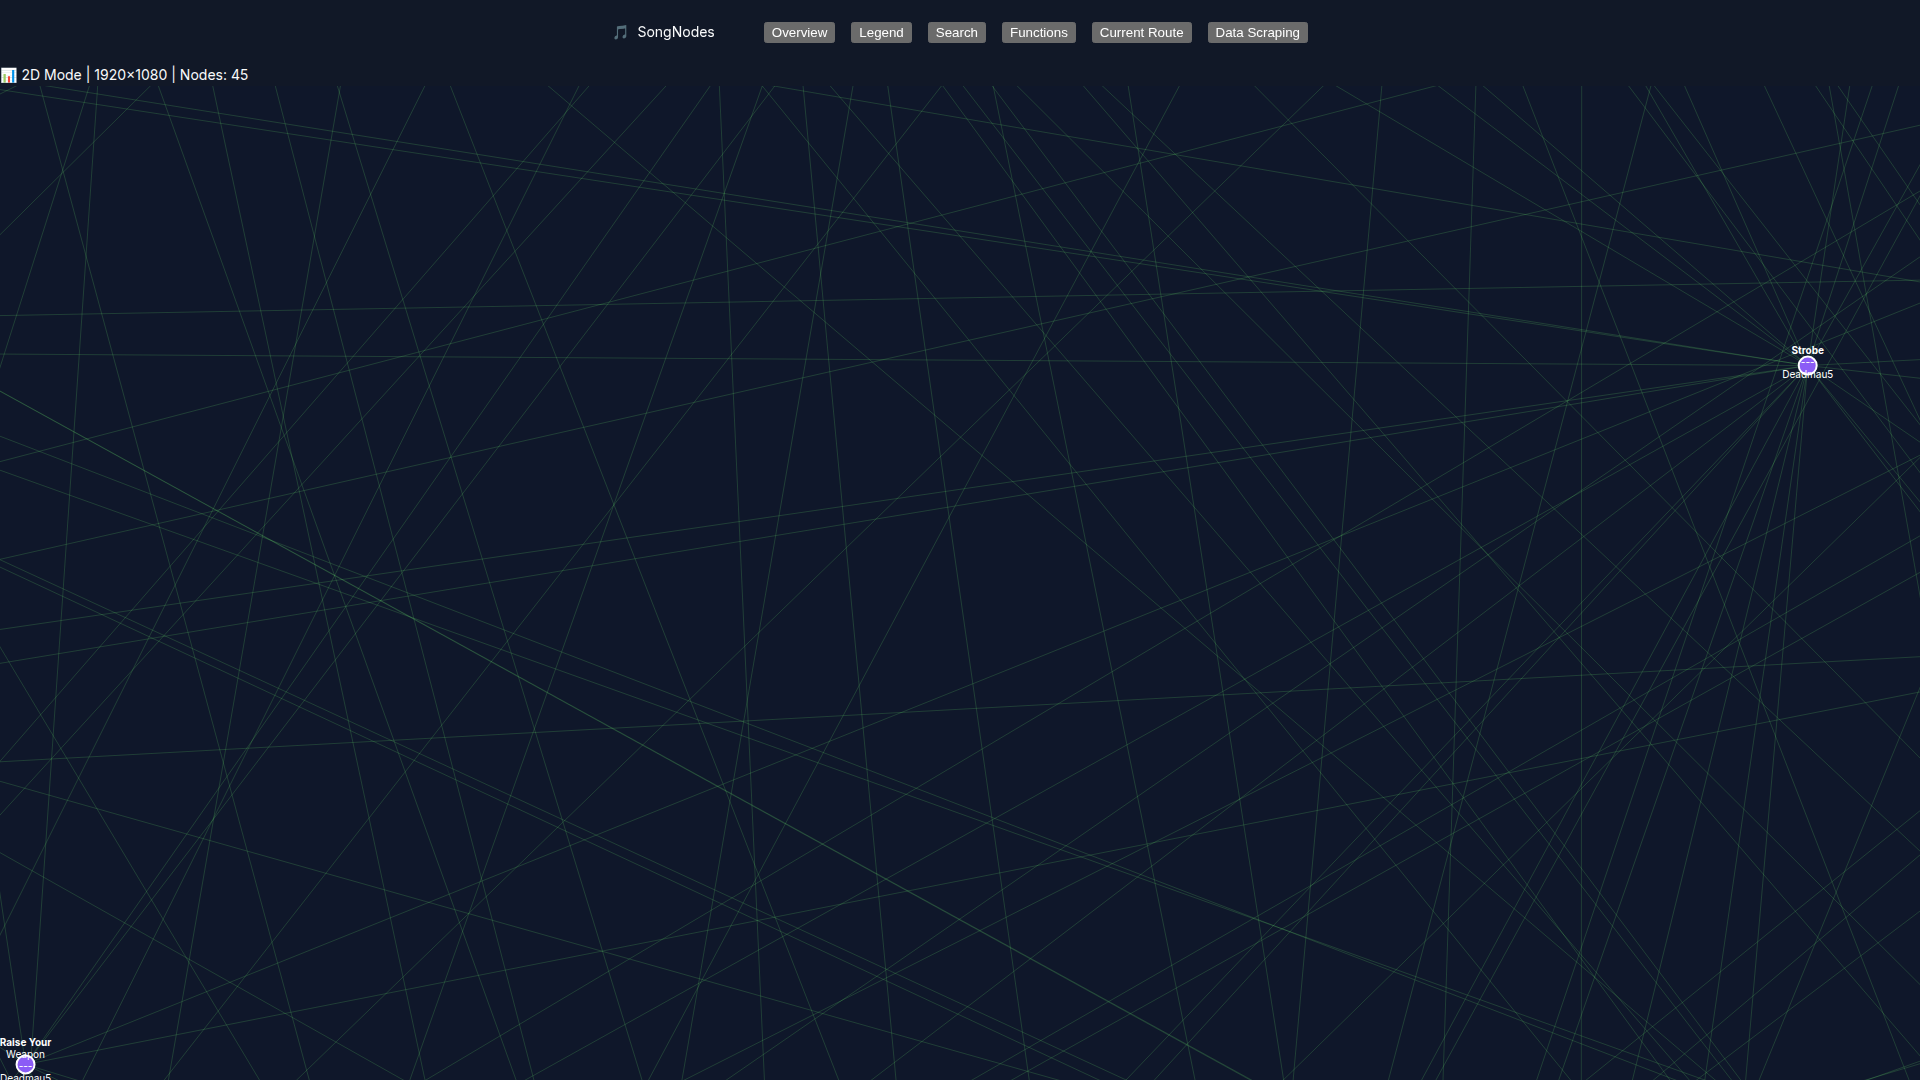 🎵 SongNodes
Overview
Legend
Search
Functions
Current Route
Data Scraping
📊 2D Mode | 1920×1080 | Nodes: 45
Strobe
Deadmau5
Raise Your
Weapon
Deadmau5